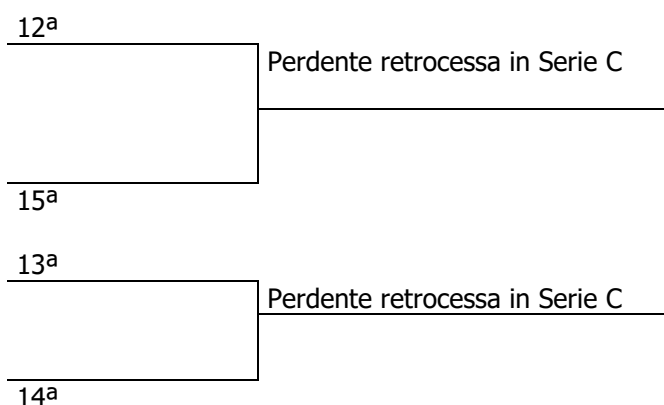 12ª
Perdente retrocessa in Serie C
15ª
13ª
Perdente retrocessa in Serie C
14ª